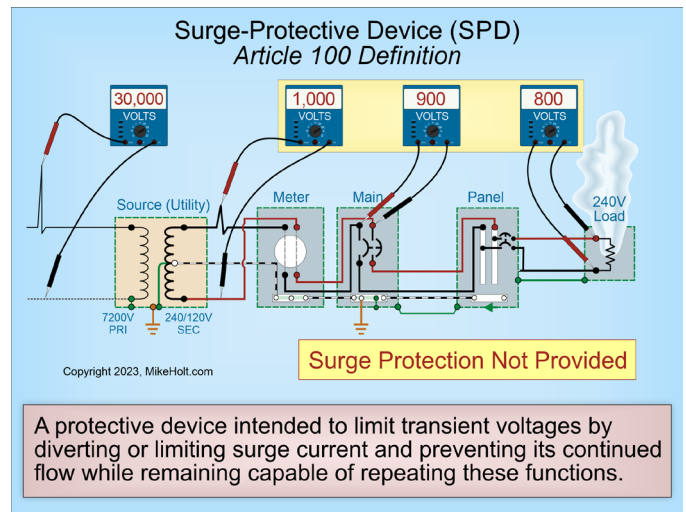 Surge-Protective Device (SPD)
Article 100 Definition
30,000
VOLTS
1,000
VOLTS
900
VOLTS
800
VOLTS
Source (Utility)
Meter
Main
Panel
240V
Load
7200V
PRI
240/120V
SEC
Surge Protection Not Provided
Copyright 2023, MikeHolt.com
A protective device intended to limit transient voltages by
diverting or limiting surge current and preventing its continued
flow while remaining capable of repeating these functions.